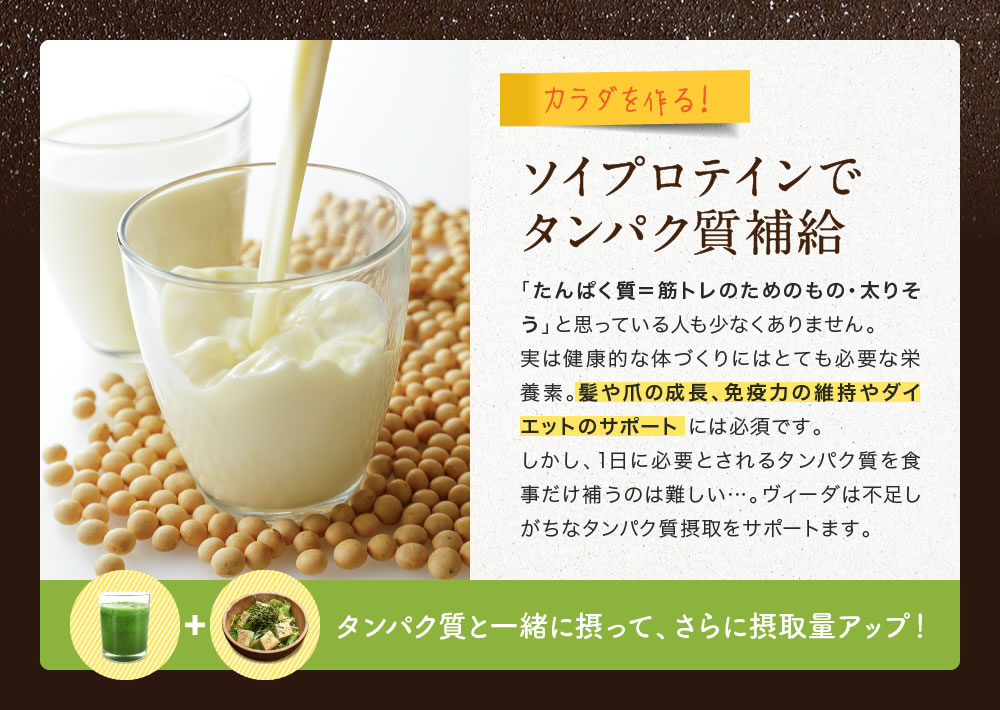 カラダを作る!
ソイプロテインで
タンパク質補給
「たんぱく質=筋トレのためのもの・太りそ
う」と思っている人も少なくありません。
実は健康的な体づくりにはとても必要な栄
養素。髪や爪の成長、免疫力の維持やダイ
エットのサポート には必須です。
しかし、1日に必要とされるタンパク質を食
事だけ補うのは難しい…。ヴィーダは不足し
がちなタンパク質摂取をサポートます。
+
タンパク質と一緒に摂って、さらに摂取量アップ!